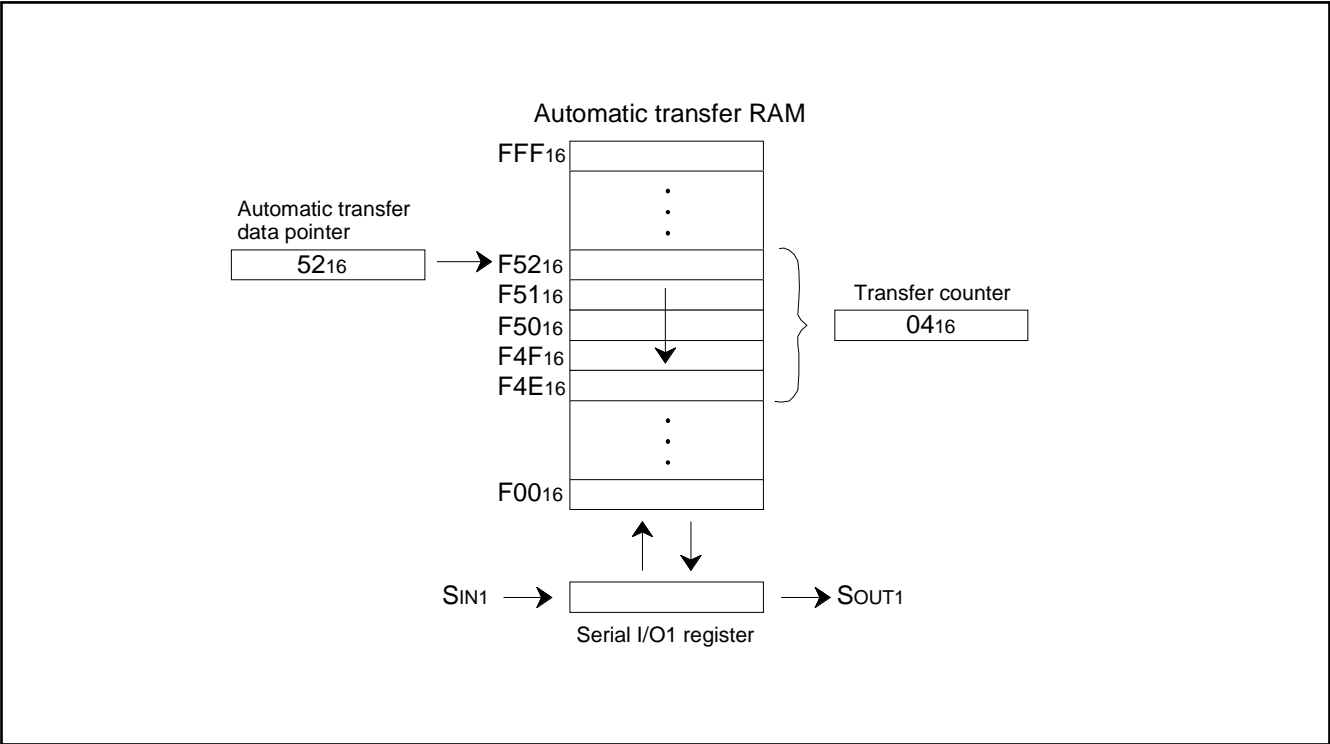 Automatic transfer RAM
FFF16
Automatic transfer
data pointer
5216
F5216
F5116
F5016
F4F16
F4E16
Transfer counter
0416
F0016
SIN1
SOUT1
Serial I/O1 register